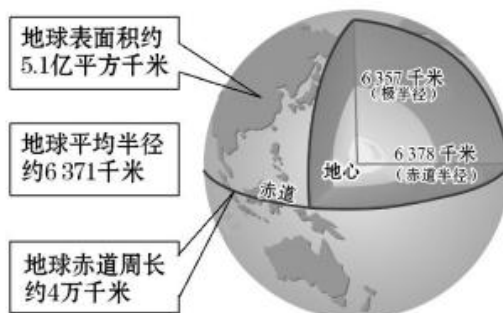 地球表面积约
5.1亿平方千米
地球平均半径
约6 371千米
地球赤道周长
约4万千米
6 357千米
(极半径)
6 378千米
(赤道半径)
地心
赤道